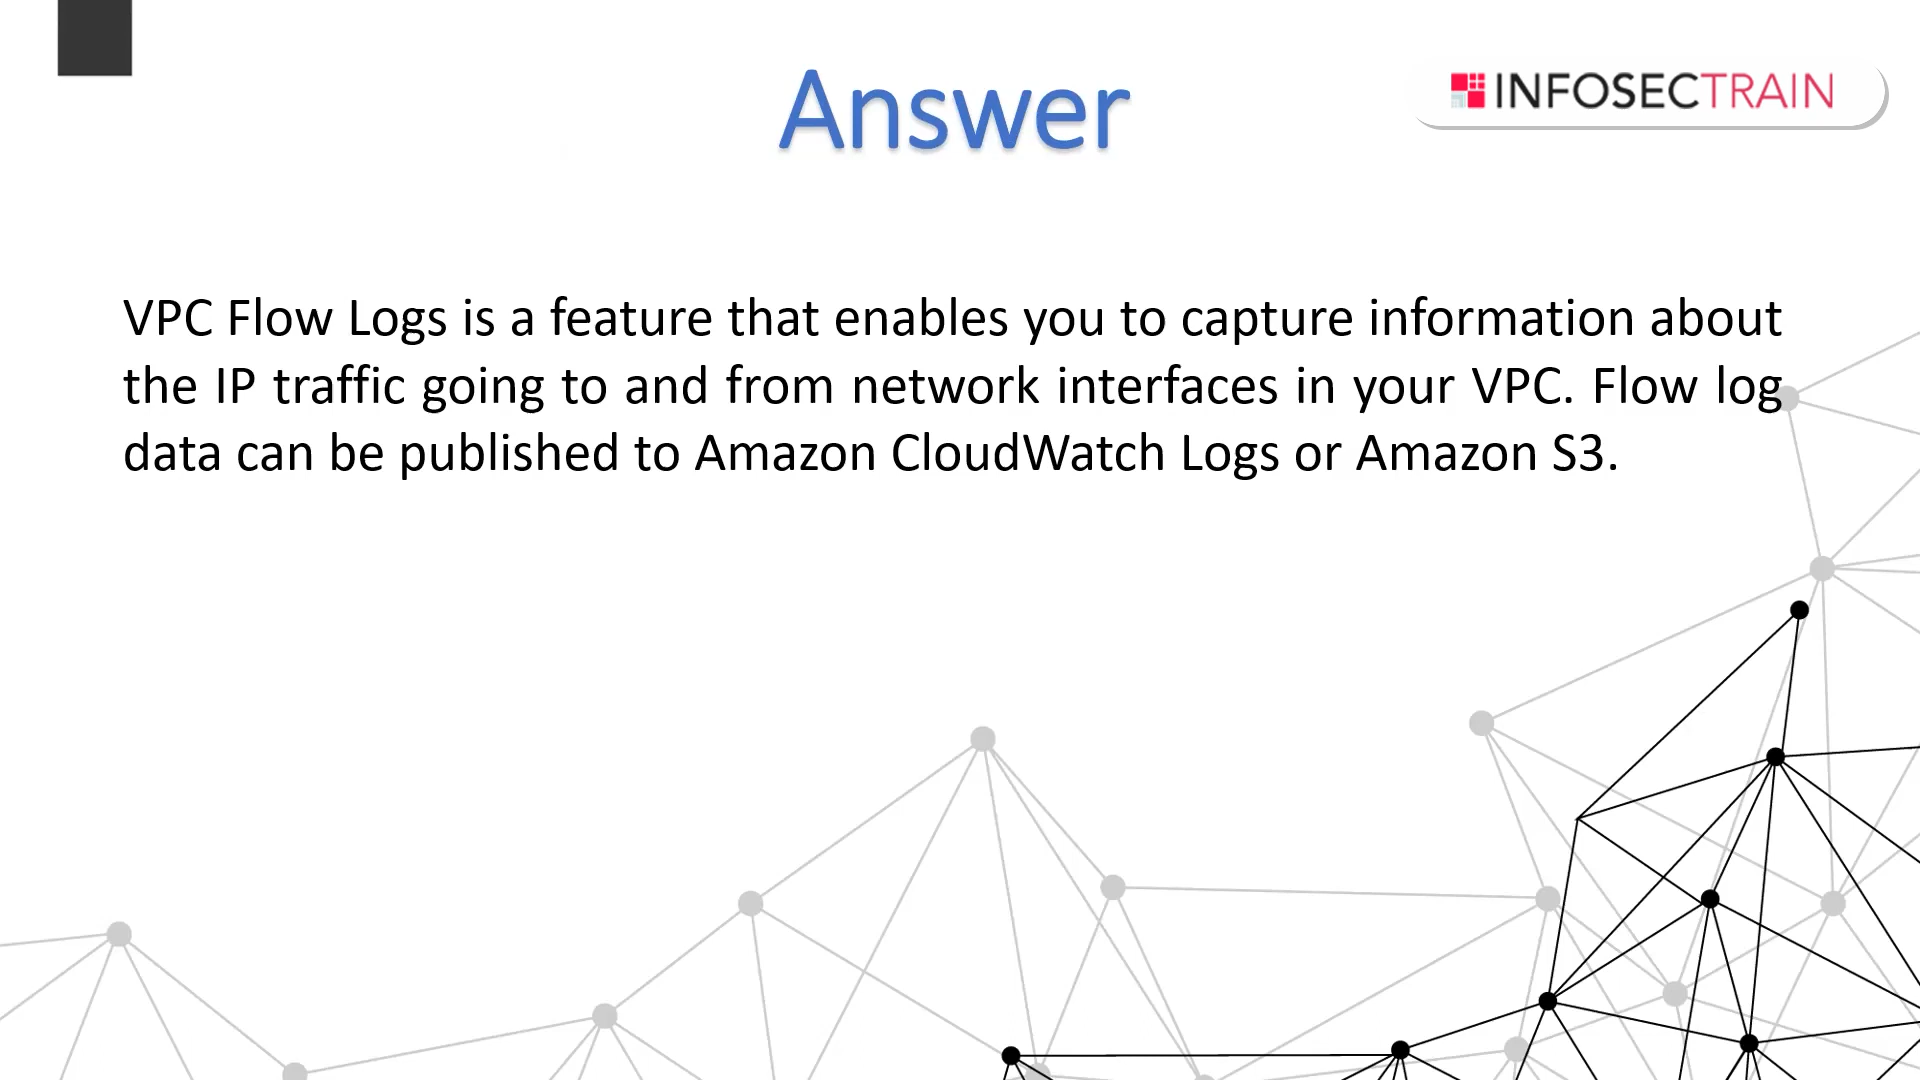 Answer
INFOSECTRAIN
VPC Flow Logs is a feature that enables you to capture information about
the IP traffic going to and from network interfaces in your VPC. Flow log
data can be published to Amazon CloudWatch Logs or Amazon S3.